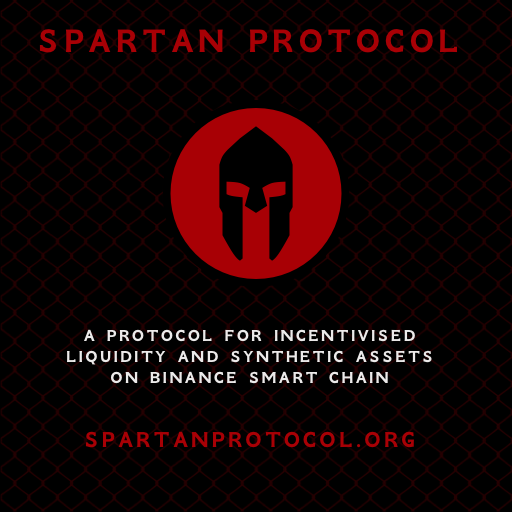 SPARTAN PROTOCOL
A PROTOCOL FOR INCENTIVISED
LIQUIDITY AND SYNTHETIC ASSETS
ON BINANCE SMART CHAIN
SPARTANPROTOCOL.ORG